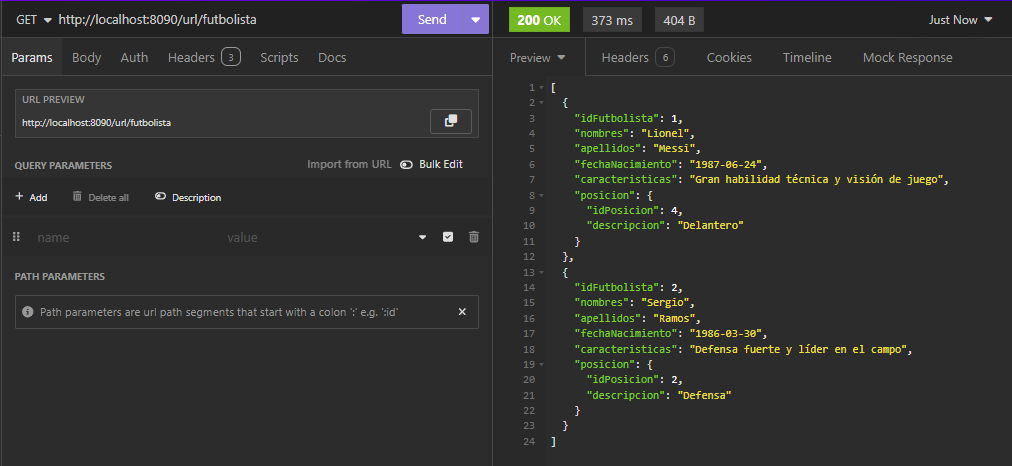 GET http://localhost:8090/url/futbolista Send
200 OK 373 ms 404 B Just Now
Params Body Auth Headers 3 Scripts Docs
Preview Headers 6 Cookies Timeline Mock Response
URL PREVIEW
http://localhost:8090/url/futbolista
QUERY PARAMETERS Import from URL Bulk Edit
+ Add Delete all Description
name value
PATH PARAMETERS
Path parameters are url path segments that start with a colon ':' e.g. ':id'
1 [
2 {
3 "idFutbolista": 1,
4 "nombres": "Lionel",
5 "apellidos": "Messi",
6 "fechaNacimiento": "1987-06-24",
7 "caracteristicas": "Gran habilidad técnica y visión de juego",
8 "posicion": {
9 "idPosicion": 4,
10 "descripcion": "Delantero"
11 }
12 },
13 {
14 "idFutbolista": 2,
15 "nombres": "Sergio",
16 "apellidos": "Ramos",
17 "fechaNacimiento": "1986-03-30",
18 "caracteristicas": "Defensa fuerte y líder en el campo",
19 "posicion": {
20 "idPosicion": 2,
21 "descripcion": "Defensa"
22 }
23 }
24 ]